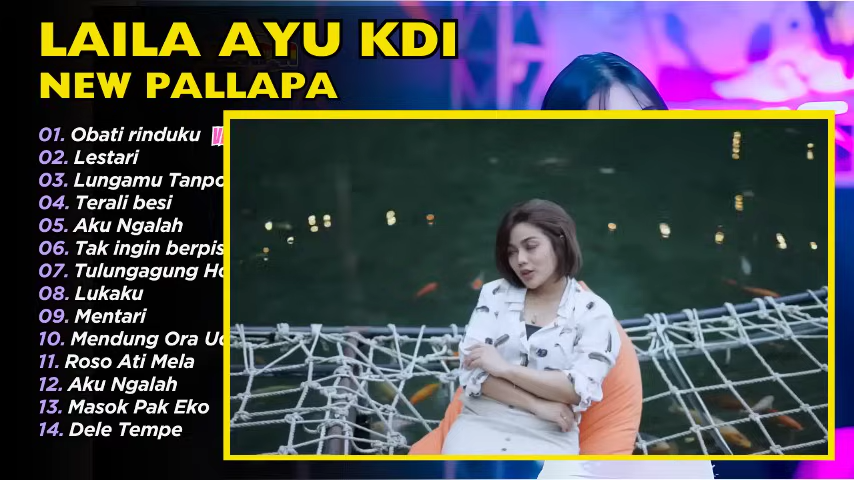 LAILA AYU KDI
NEW PALLAPA
01. Obati rinduku
02. Lestari
03. Lungamu Tanpo
04. Terali besi
05. Aku Ngalah
06. Tak ingin berpis
07. Tulungagung
08. Lukaku
09. Mentari
10. Mendung Ora
11. Roso Ati Mela
12. Aku Ngalah
13. Masok Pak Eko
14. Dele Tempe